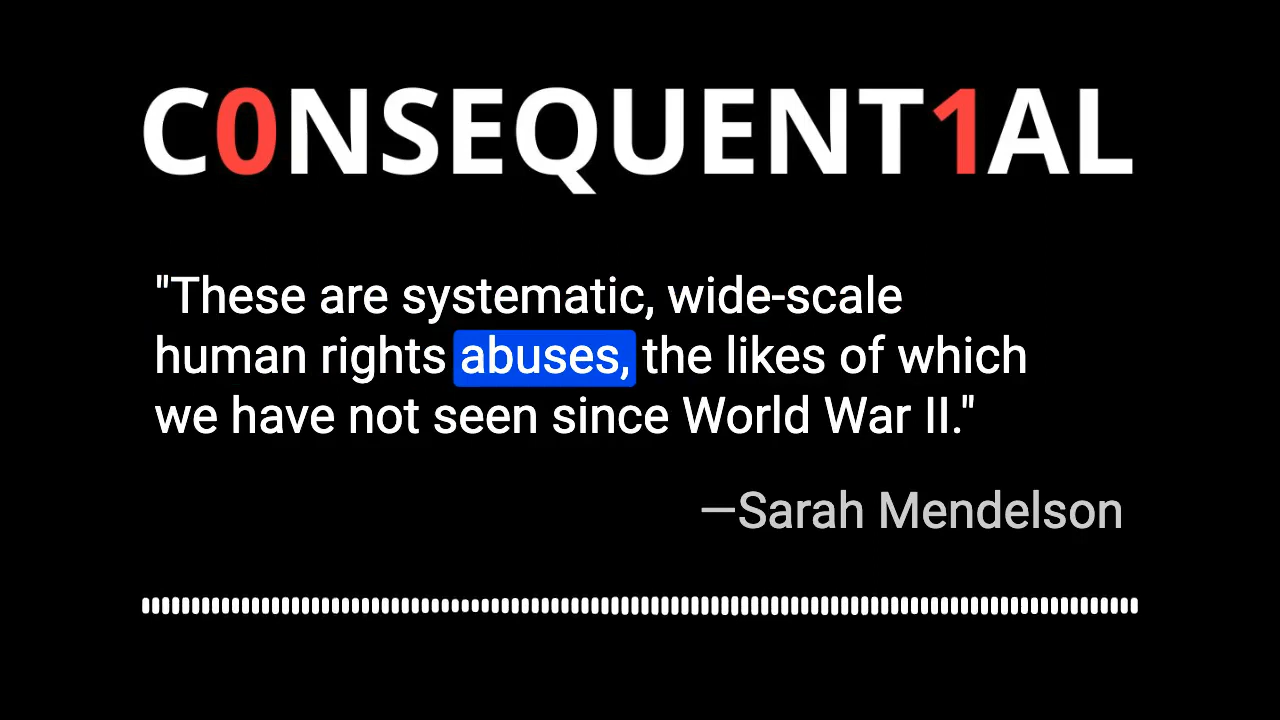 C0NSEQUENT1AL
"These are systematic, wide-scale
human rights abuses, the likes of which
we have not seen since World War II."
—Sarah Mendelson